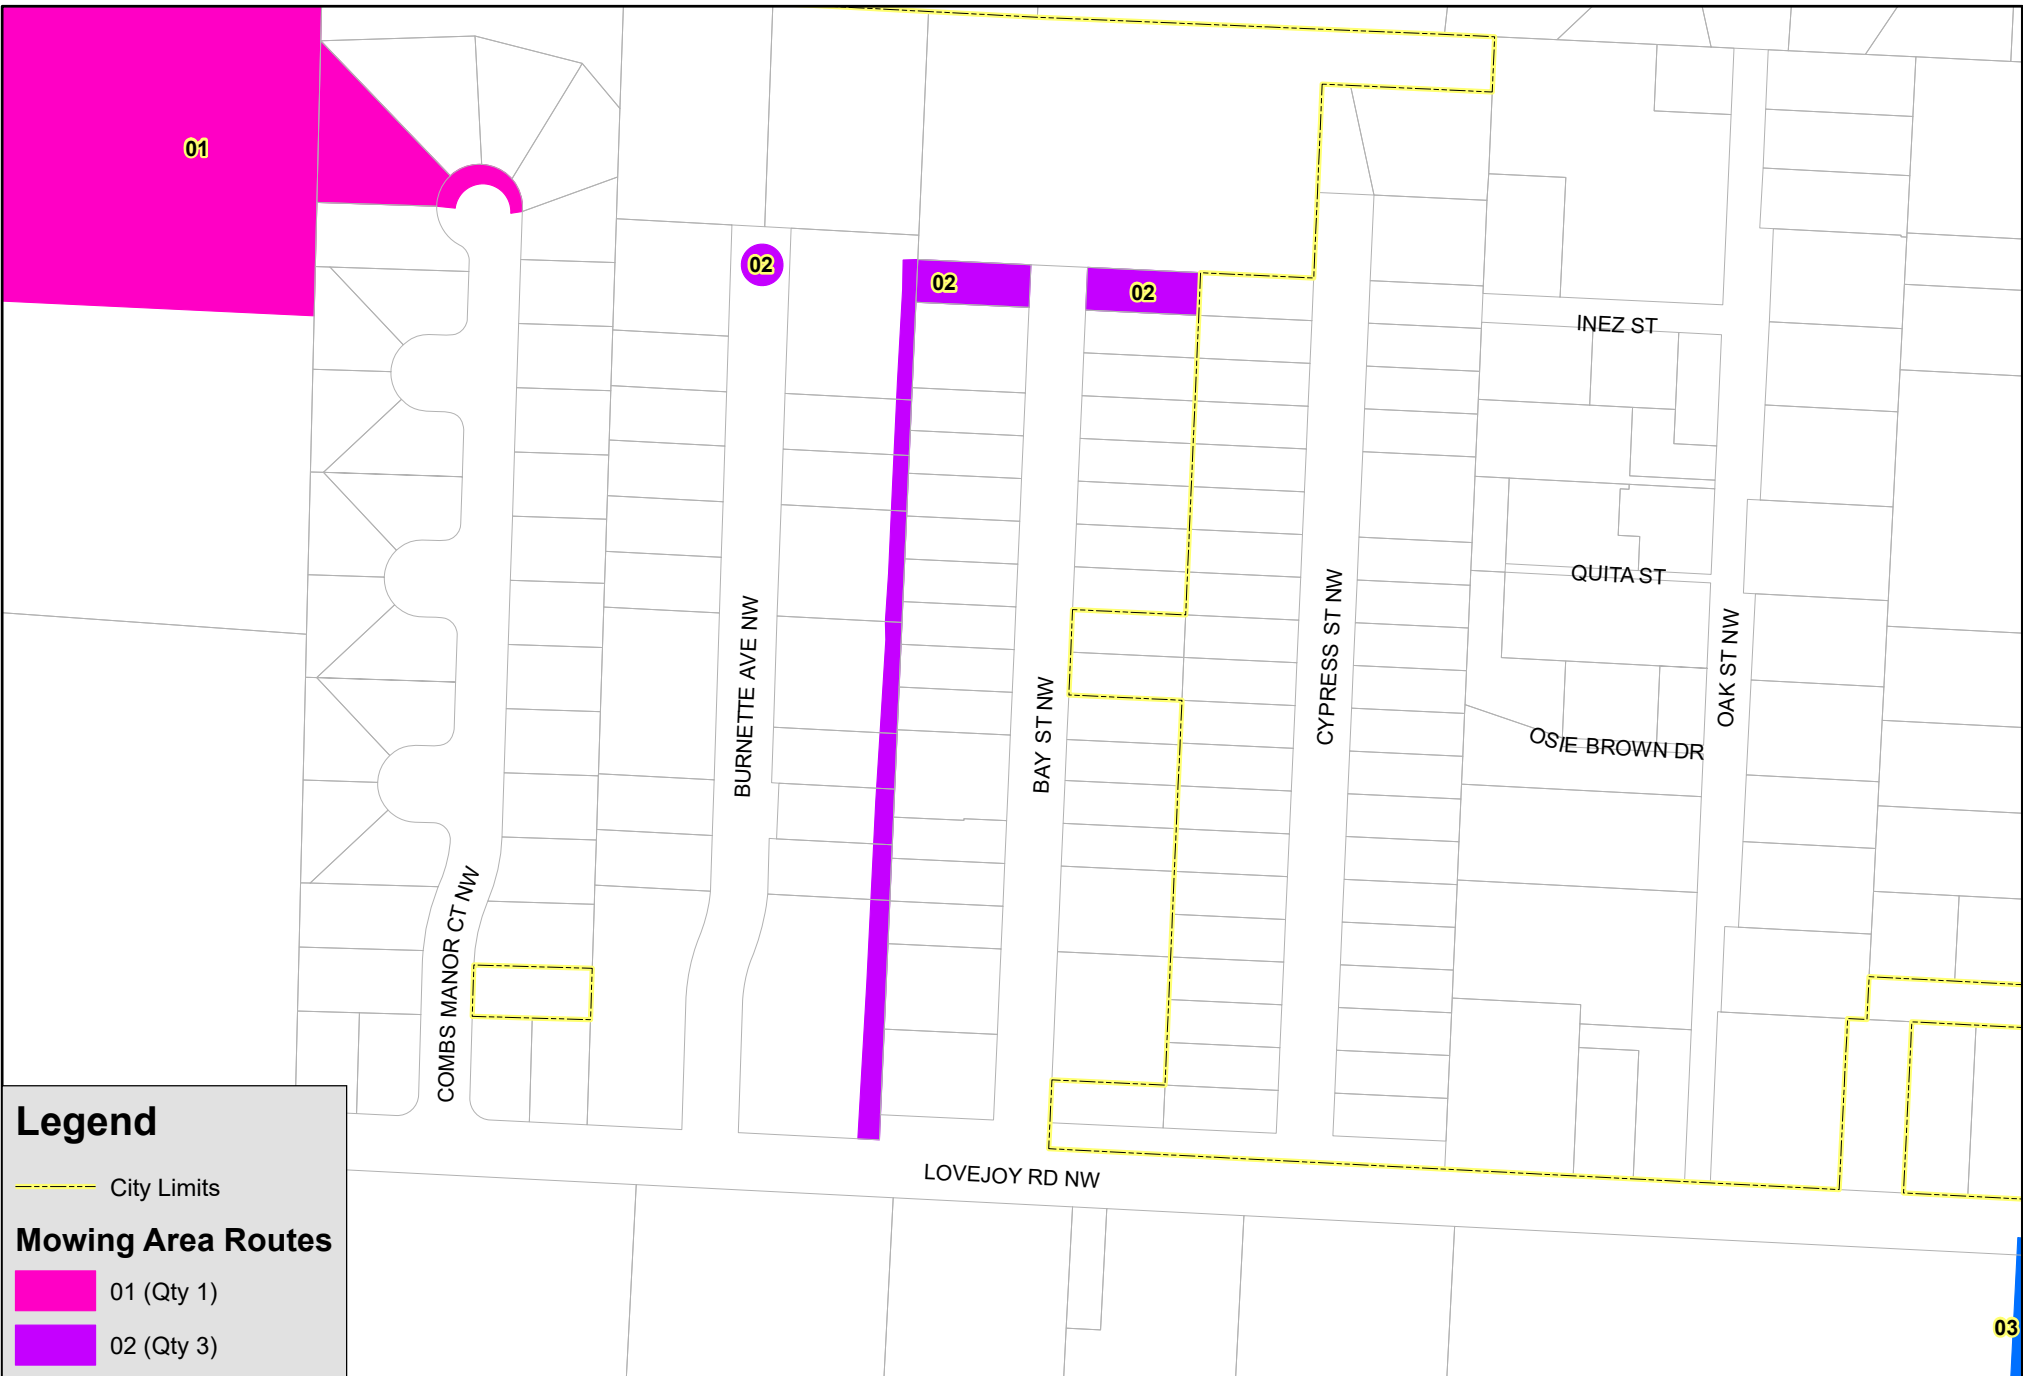 01
02
02
02
INEZ ST
QUITA ST
OSIE BROWN DR
OAK ST NW
CYPRESS ST NW
BAY ST NW
BURNETTE AVE NW
COMBS MANOR CT NW
LOVEJOY RD NW
03
Legend
City Limits
Mowing Area Routes
01 (Qty 1)
02 (Qty 3)